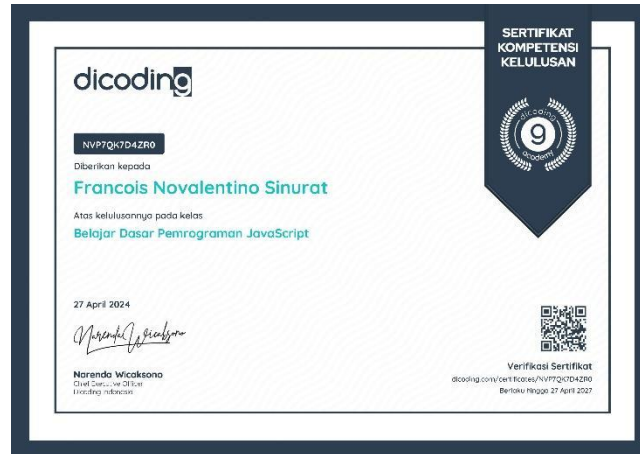 SERTIFIKAT
KOMPETENSI
KELULUSAN
dicoding
dicoding
academy
NVP7QK7D4ZR0
Diberikan kepada
Francois Novalentino Sinurat
Atas kelulusannya pada kelas
Belajar Dasar Pemrograman JavaScript
27 April 2024
Narenda Wicaksono
Chief Executive Officer
Dicoding Indonesia
Verifikasi Sertifikat
dicoding.com/certificates/NVP7QK7D4ZR0
Berlaku hingga 27 April 2027